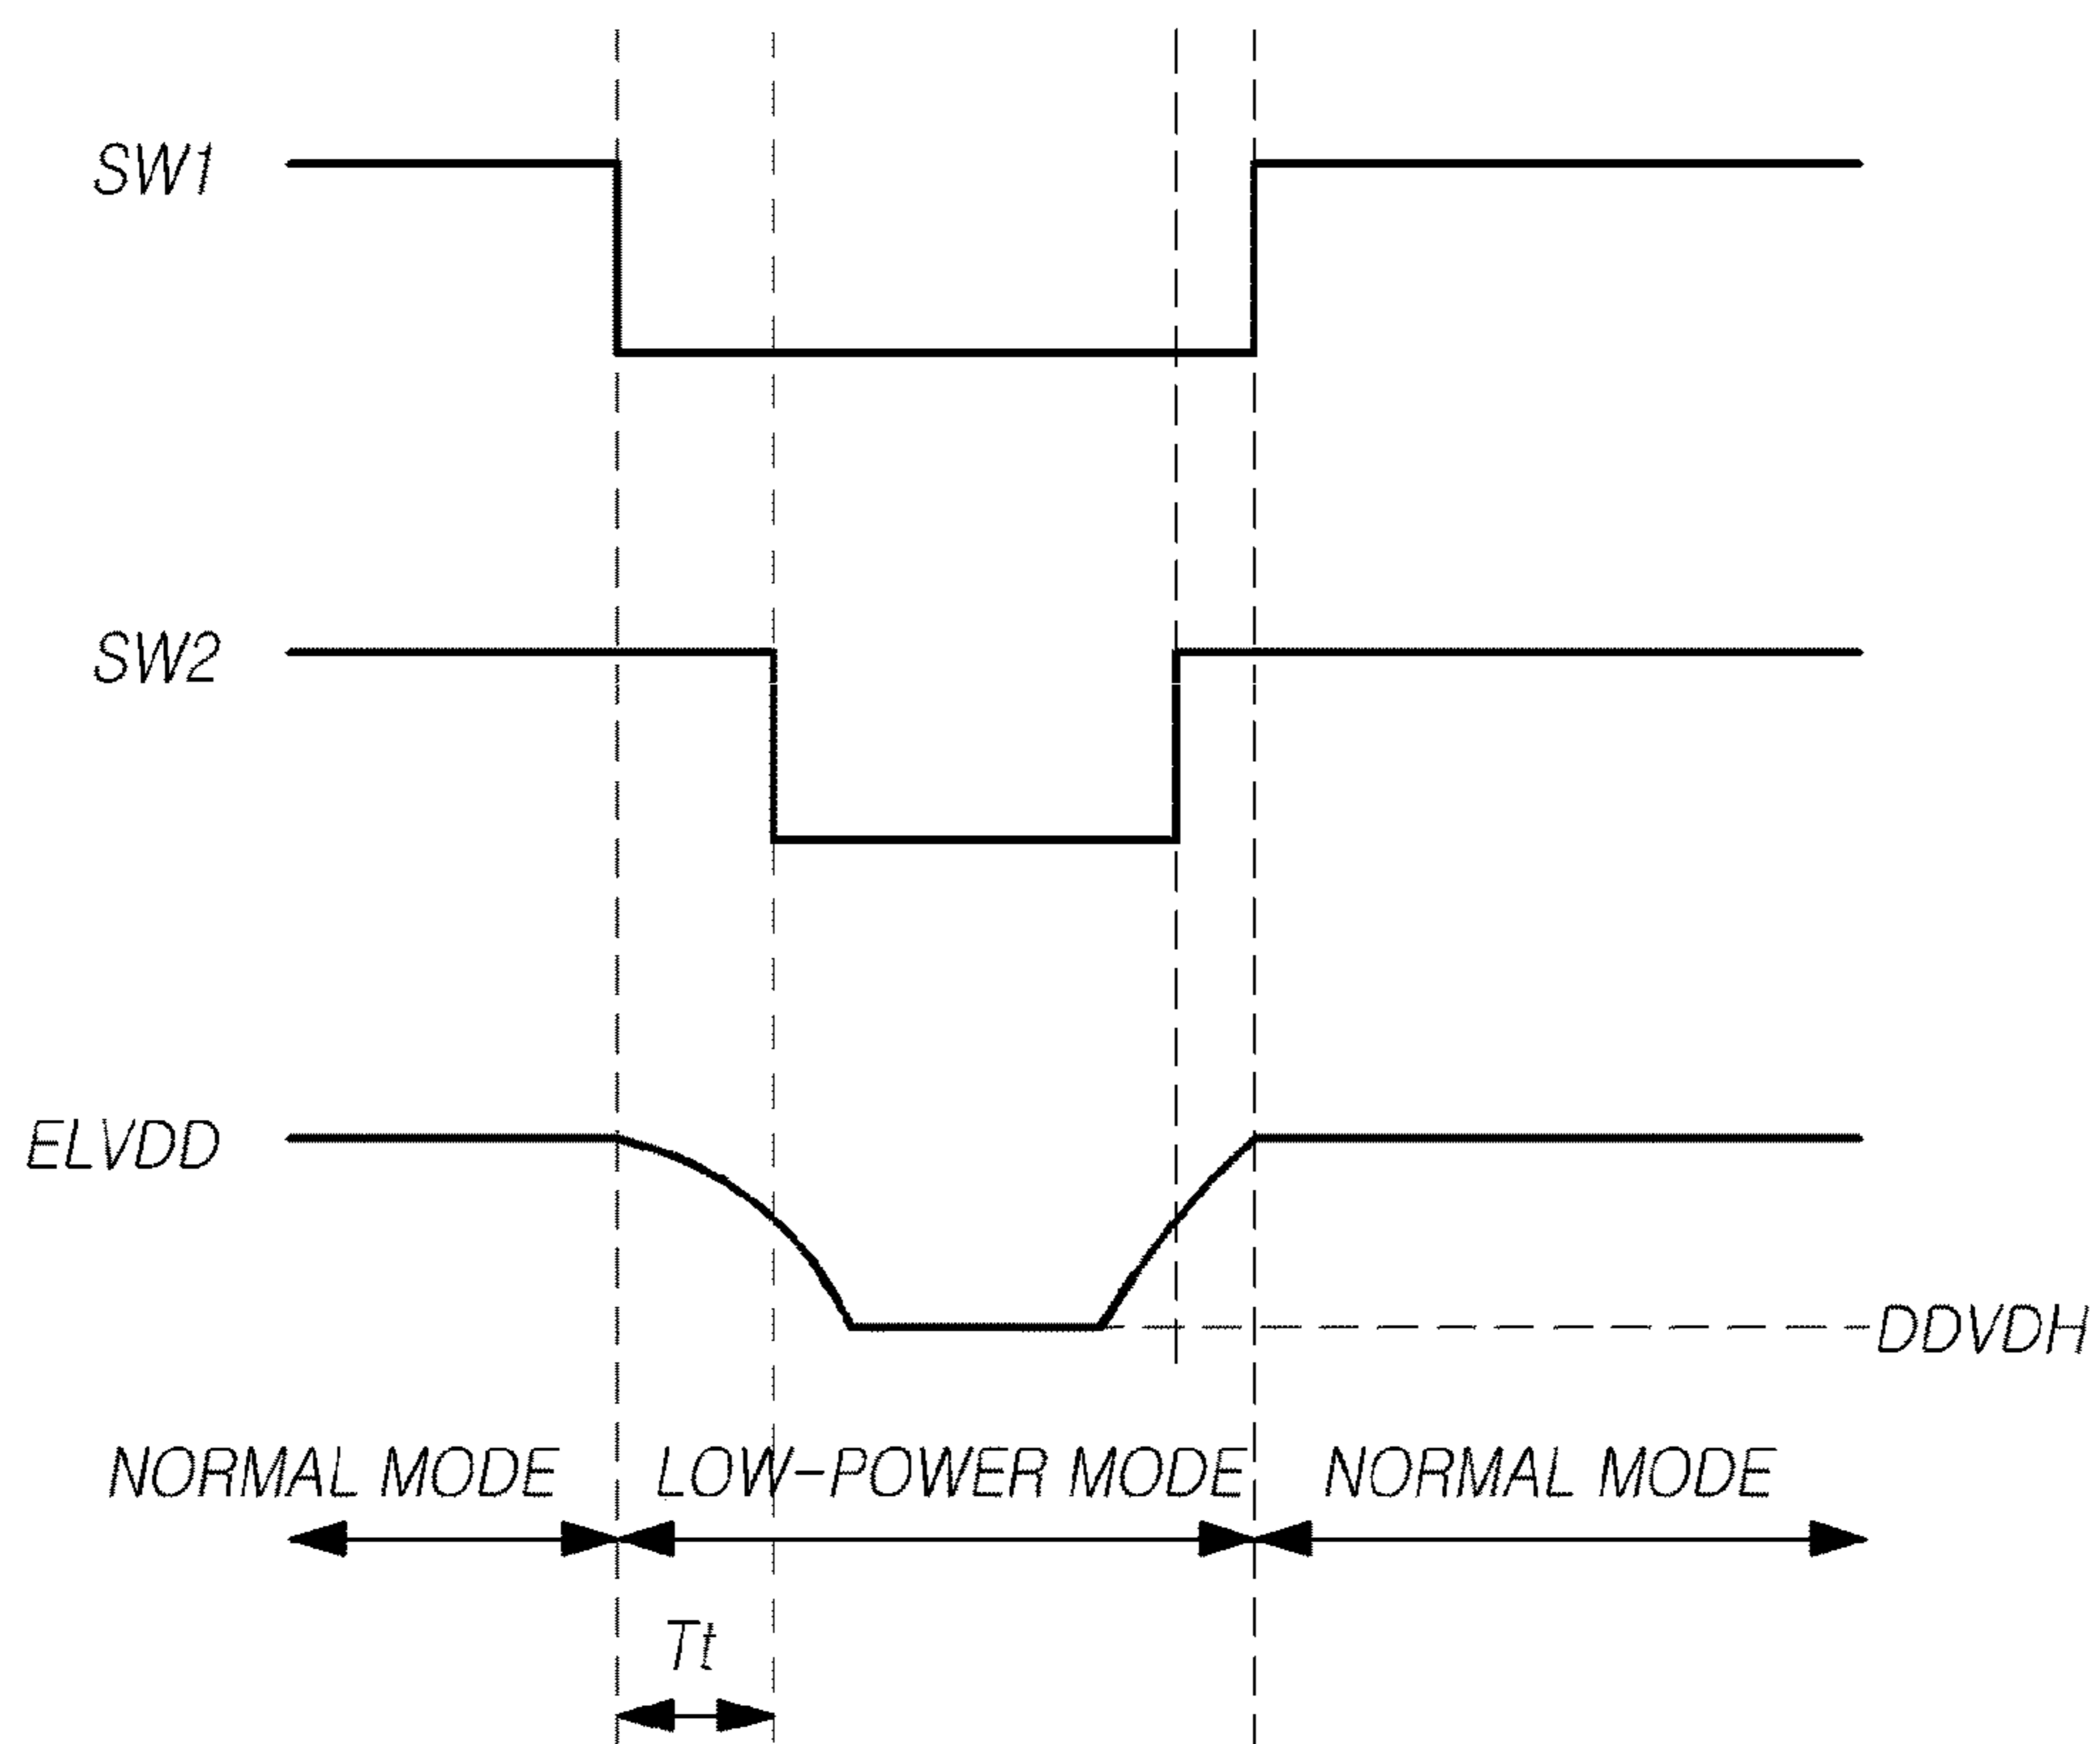 SW1
SW2
ELVDD
DDVDH
NORMAL MODE
LOW-POWER MODE
NORMAL MODE
Tt